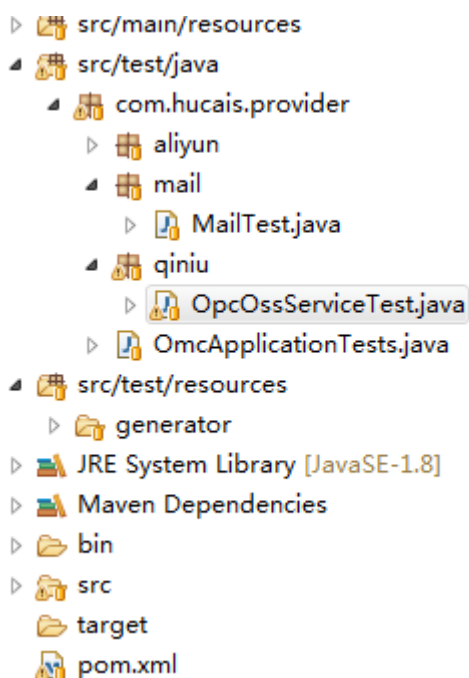 src/main/resources
src/test/java
com.hucais.provider
aliyun
mail
MailTest.java
qiniu
OpcOssServiceTest.java
OmcApplicationTests.java
src/test/resources
generator
JRE System Library [JavaSE-1.8]
Maven Dependencies
bin
src
target
pom.xml